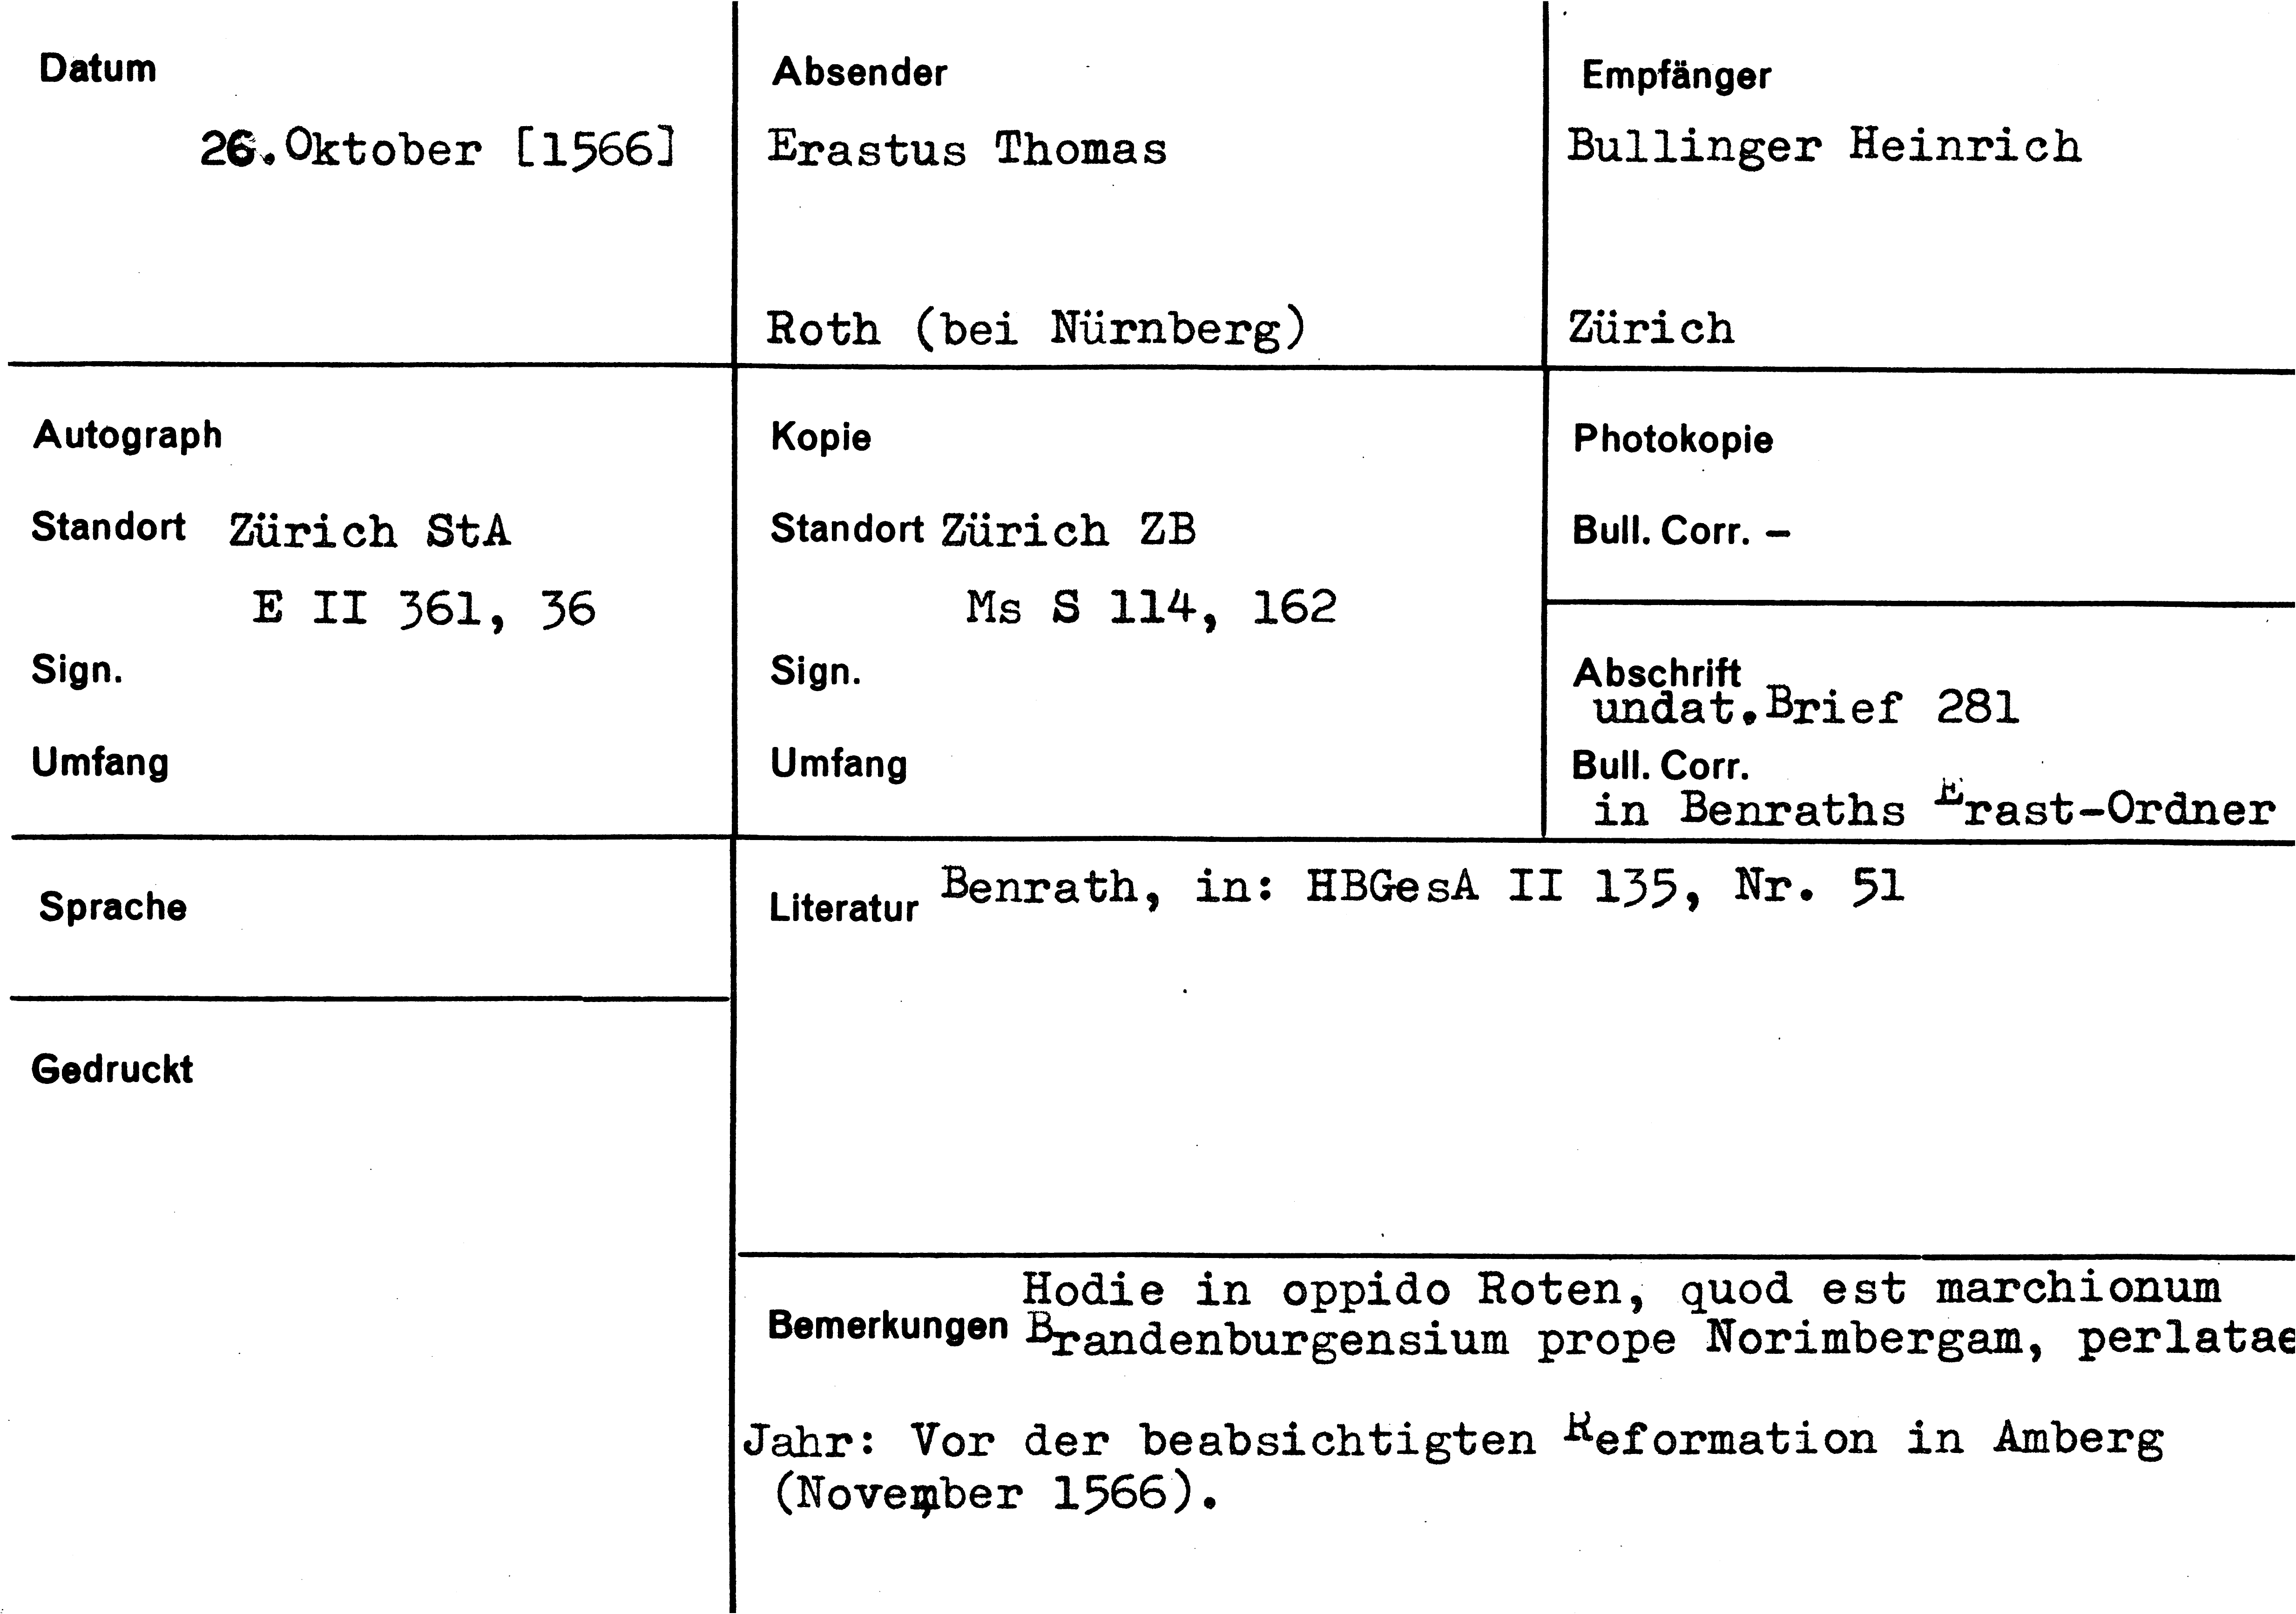 Datum
26.Oktober [1566]
Absender
Erastus Thomas
Roth (bei Nürnberg)
Empfänger
Bullinger Heinrich
Zürich
Autograph
Standort Zürich StA
E II 361, 36
Sign.
Umfang
Kopie
Standort Zürich ZB
Ms S 114, 162
Sign.
Umfang
Photokopie
Bull. Corr. –
Abschrift
undat.Brief 281
Bull. Corr.
in Benraths Erast-Ordner
Sprache
Gedruckt
Literatur Benrath, in: HBGesA II 135, Nr. 51
Hodie in oppido Roten, quod est marchionum
Bemerkungen Brandenburgensium prope Norimbergam, perlatae
Jahr: Vor der beabsichtigten Reformation in Amberg
(November 1566).